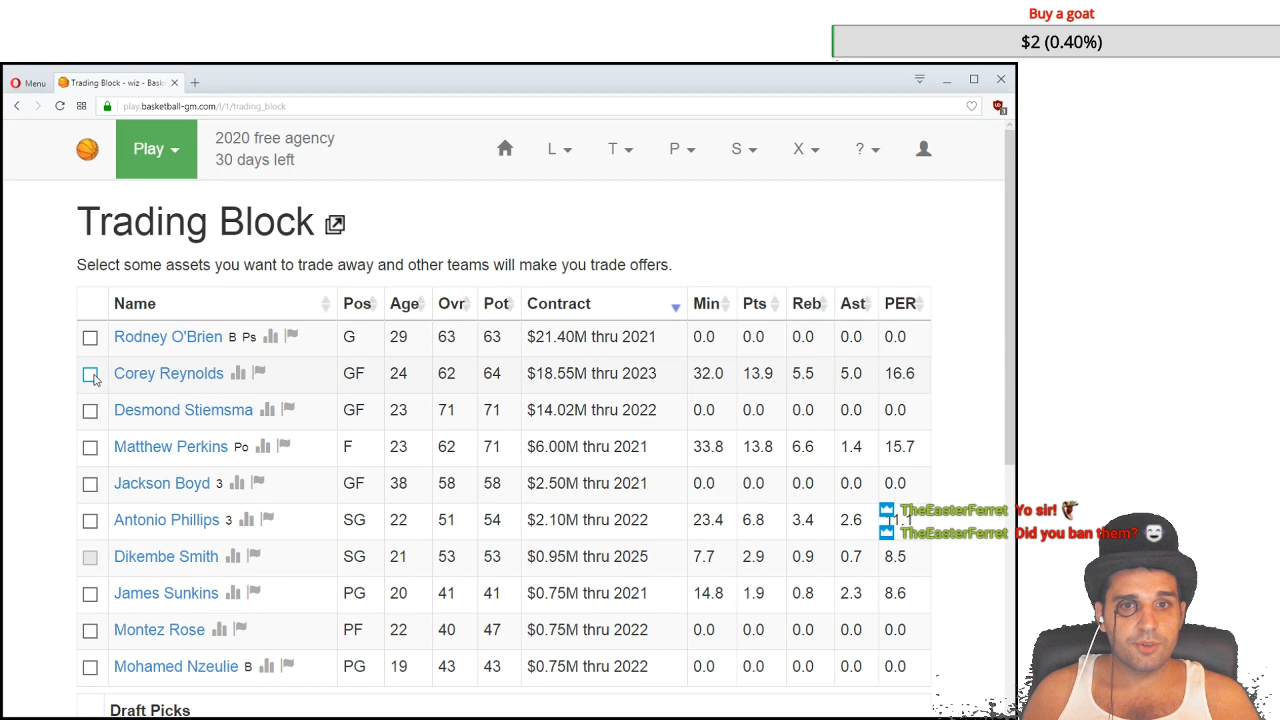 Buy a goat
$2 (0.40%)
Menu
Trading Block - wiz - Bask
play.basketball-gm.com/l/1/trading_block
Play
2020 free agency
30 days left
L
T
P
S
X
?
Trading Block
Select some assets you want to trade away and other teams will make you trade offers.
Name Pos Age Ovr Pot Contract Min Pts Reb Ast PER
Rodney O'Brien B Ps G 29 63 63 $21.40M thru 2021 0.0 0.0 0.0 0.0 0.0
Corey Reynolds GF 24 62 64 $18.55M thru 2023 32.0 13.9 5.5 5.0 16.6
Desmond Stiemsma GF 23 71 71 $14.02M thru 2022 0.0 0.0 0.0 0.0 0.0
Matthew Perkins Po F 23 62 71 $6.00M thru 2021 33.8 13.8 6.6 1.4 15.7
Jackson Boyd 3 GF 38 58 58 $2.50M thru 2021 0.0 0.0 0.0 0.0 0.0
Antonio Phillips 3 SG 22 51 54 $2.10M thru 2022 23.4 6.8 3.4 2.6 11.1
Dikembe Smith SG 21 53 53 $0.95M thru 2025 7.7 2.9 0.9 0.7 8.5
James Sunkins PG 20 41 41 $0.75M thru 2021 14.8 1.9 0.8 2.3 8.6
Montez Rose PF 22 40 47 $0.75M thru 2022 0.0 0.0 0.0 0.0 0.0
Mohamed Nzeulie B PG 19 43 43 $0.75M thru 2022 0.0 0.0 0.0 0.0 0.0
Draft Picks
TheEasterFerret Yo sir!
TheEasterFerret Did you ban them?